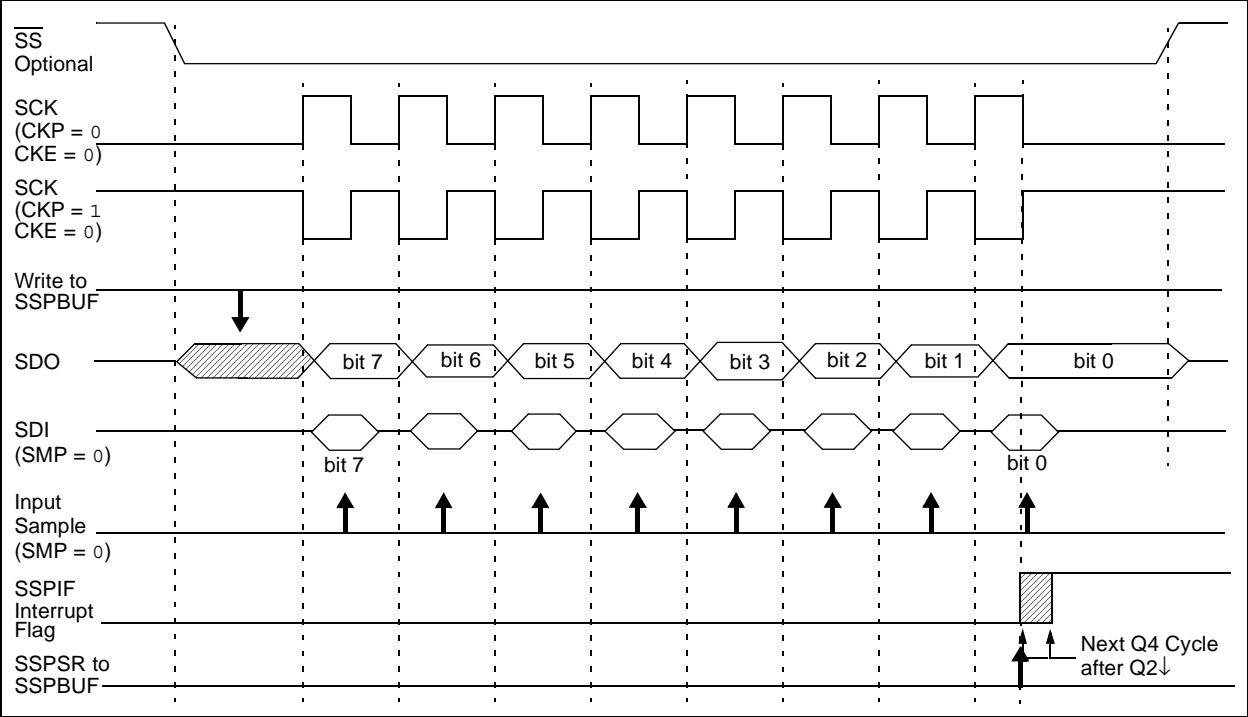 SS
Optional
SCK
(CKP = 0
CKE = 0)
SCK
(CKP = 1
CKE = 0)
Write to
SSPBUF
SDO
bit 7
bit 6
bit 5
bit 4
bit 3
bit 2
bit 1
bit 0
SDI
(SMP = 0)
bit 7
bit 0
Input
Sample
(SMP = 0)
SSPIF
Interrupt
Flag
Next Q4 Cycle
after Q2↓
SSPSR to
SSPBUF